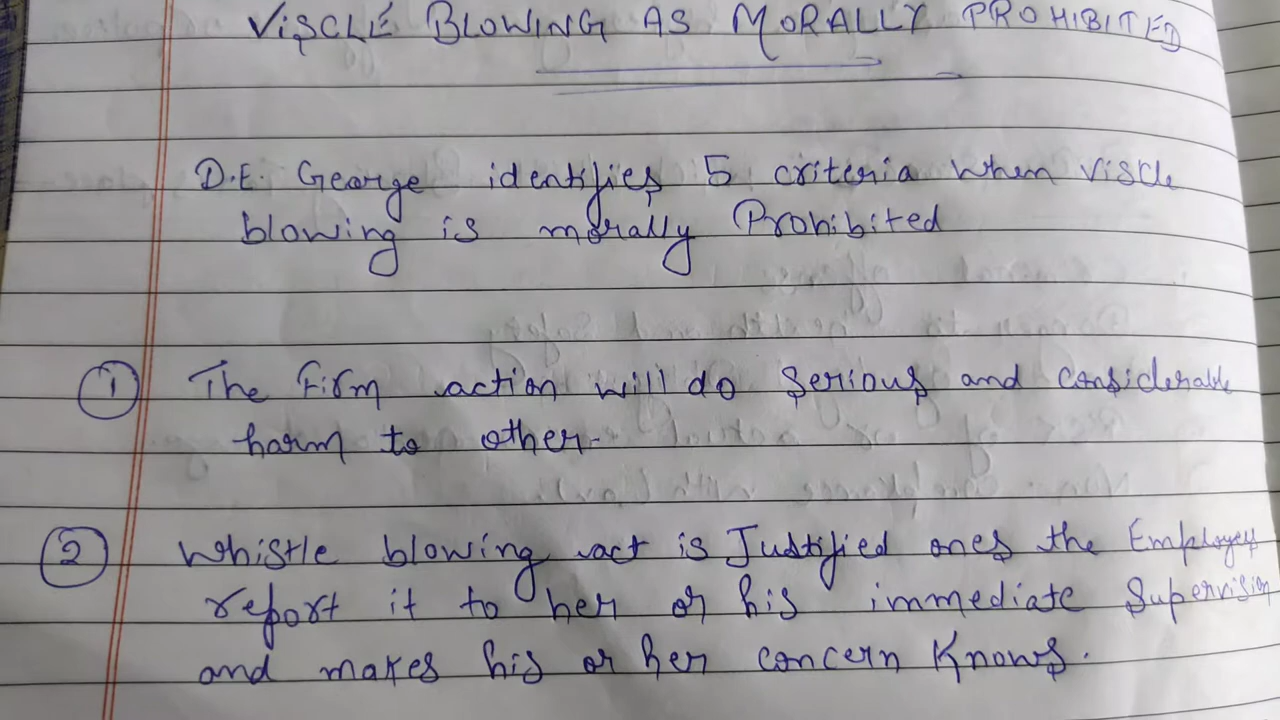 ViSCLE BLOWING AS MORALLY PROHIBITED
D.E. George identifies 5 criteria when viscle
blowing is morally Prohibited
① The Firm action will do serious and considerable
harm to other-
② Whistle blowing act is Justified ones the Employees
report it to her or his immediate Supervision
and makes his or her concern Knows.